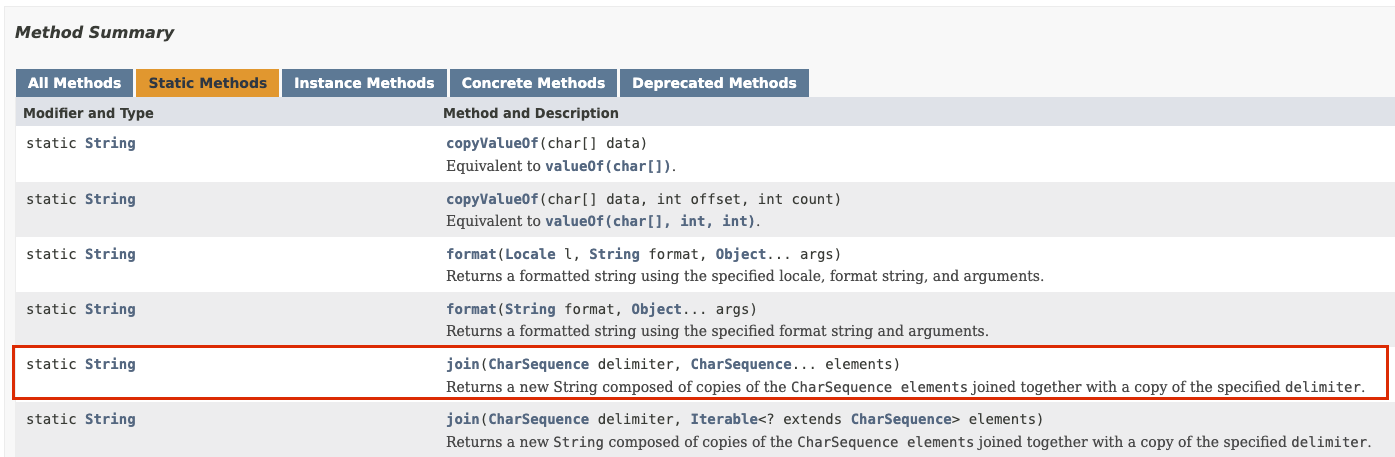 Method Summary
All Methods Static Methods Instance Methods Concrete Methods Deprecated Methods
Modifier and Type Method and Description
static String copyValueOf(char[] data)
Equivalent to valueOf(char[]).
static String copyValueOf(char[] data, int offset, int count)
Equivalent to valueOf(char[], int, int).
static String format(Locale l, String format, Object... args)
Returns a formatted string using the specified locale, format string, and arguments.
static String format(String format, Object... args)
Returns a formatted string using the specified format string and arguments.
static String join(CharSequence delimiter, CharSequence... elements)
Returns a new String composed of copies of the CharSequence elements joined together with a copy of the specified delimiter.
static String join(CharSequence delimiter, Iterable<? extends CharSequence> elements)
Returns a new String composed of copies of the CharSequence elements joined together with a copy of the specified delimiter.